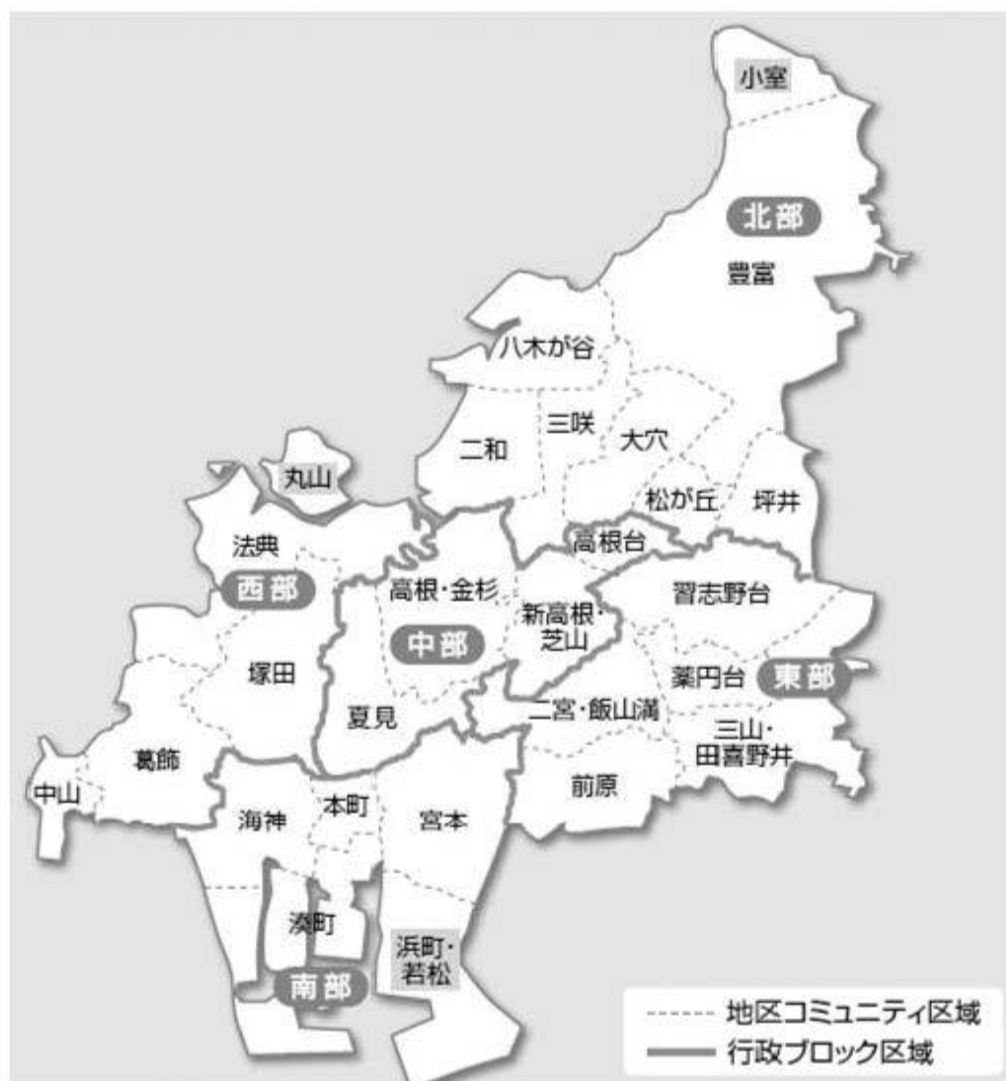 小室
北部
豊富
八木が谷
三咲
二和
大穴
丸山
松が丘
坪井
法典
高根台
西部
高根・金杉
習志野台
新高根・
芝山
中部
塚田
薬円台
東部
夏見
二宮・飯山満
三山・
田喜野井
葛飾
前原
中山
海神
本町
宮本
湊町
浜町・
若松
南部
地区コミュニティ区域
行政ブロック区域